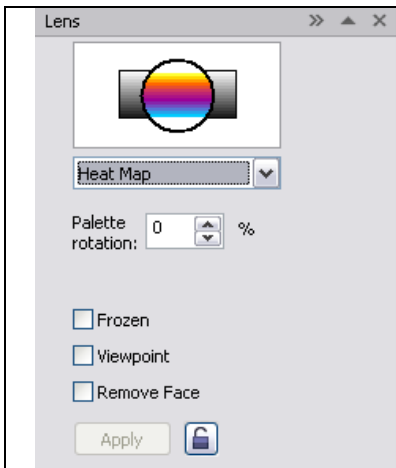 Lens
Heat Map
Palette
rotation: 0 %
Frozen
Viewpoint
Remove Face
Apply